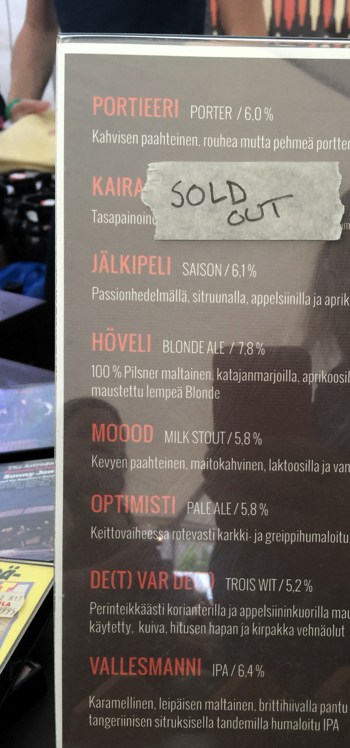 PORTIEERI PORTER / 6.0 %
Kahvisen paahteinen, rouhea mutta pehmeä portter
KAIRA
SOLD
OUT
Tasapainoine
JÄLKIPELI SAISON / 6,1 %
Passionhedelmällä, sitruunalla, appelsiinilla ja aprik
HÖVELI BLONDE ALE / 7,8 %
100 % Pilsner maltainen, katajanmarjoilla, aprikoosil
maustettu lempeä Blonde
MOOOD MILK STOUT / 5.8 %
Kevyen paahteinen, maitokahvinen, laktoosilla ja van
OPTIMISTI PALE ALE / 5,8 %
Keittovaiheessa rotevasti karkki- ja greippihumaloitu
DE(T) VAR DE( ) TROIS WIT / 5.2 %
Perinteikkäästi korianterilla ja appelsiininkuorilla mau
käytetty, kuiva, hitusen hapan ja kirpakka vehnäolut
VALLESMANNI IPA / 6,4 %
Karamellinen, leipäisen maltainen, brittihiivalla pantu
tangeriinisen sitruksisella tandemilla humaloitu IPA